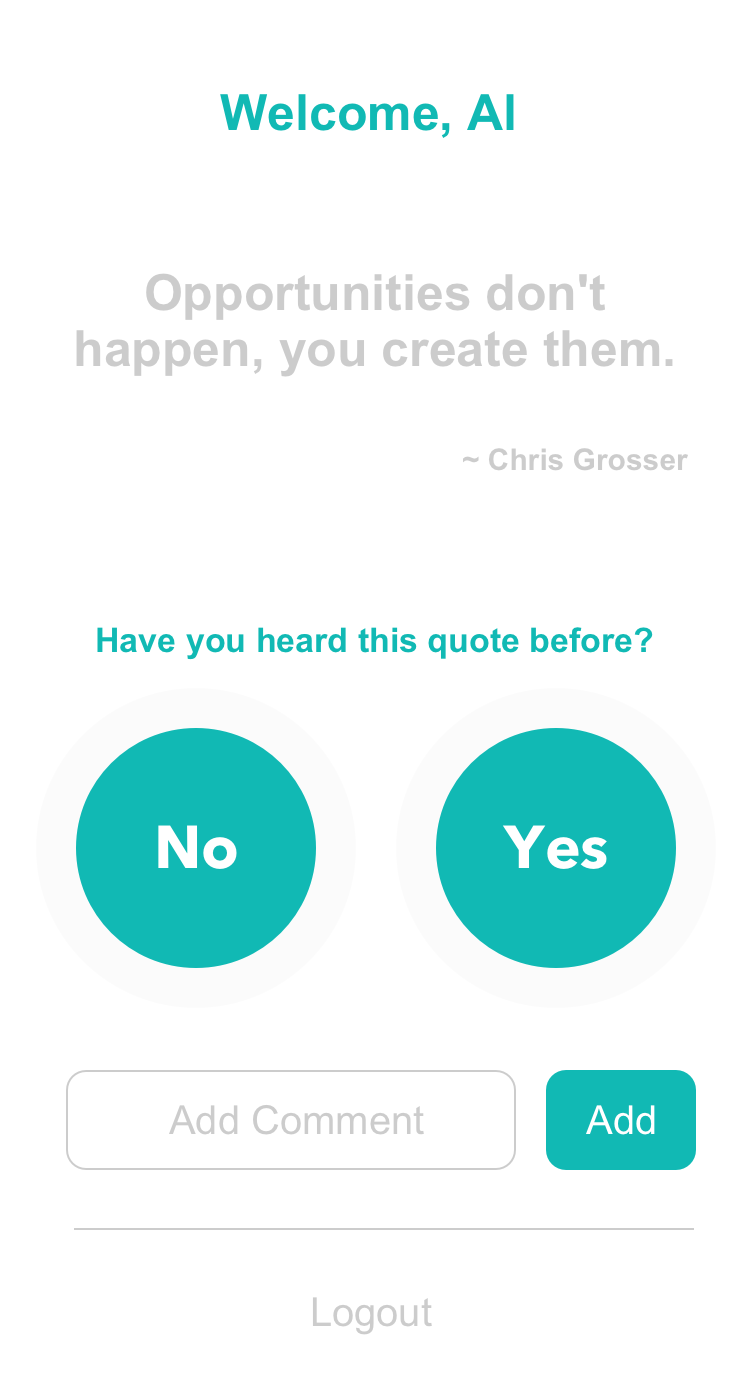 Welcome, Al
Opportunities don't
happen, you create them.
~ Chris Grosser
Have you heard this quote before?
No
Yes
Add Comment
Add
Logout